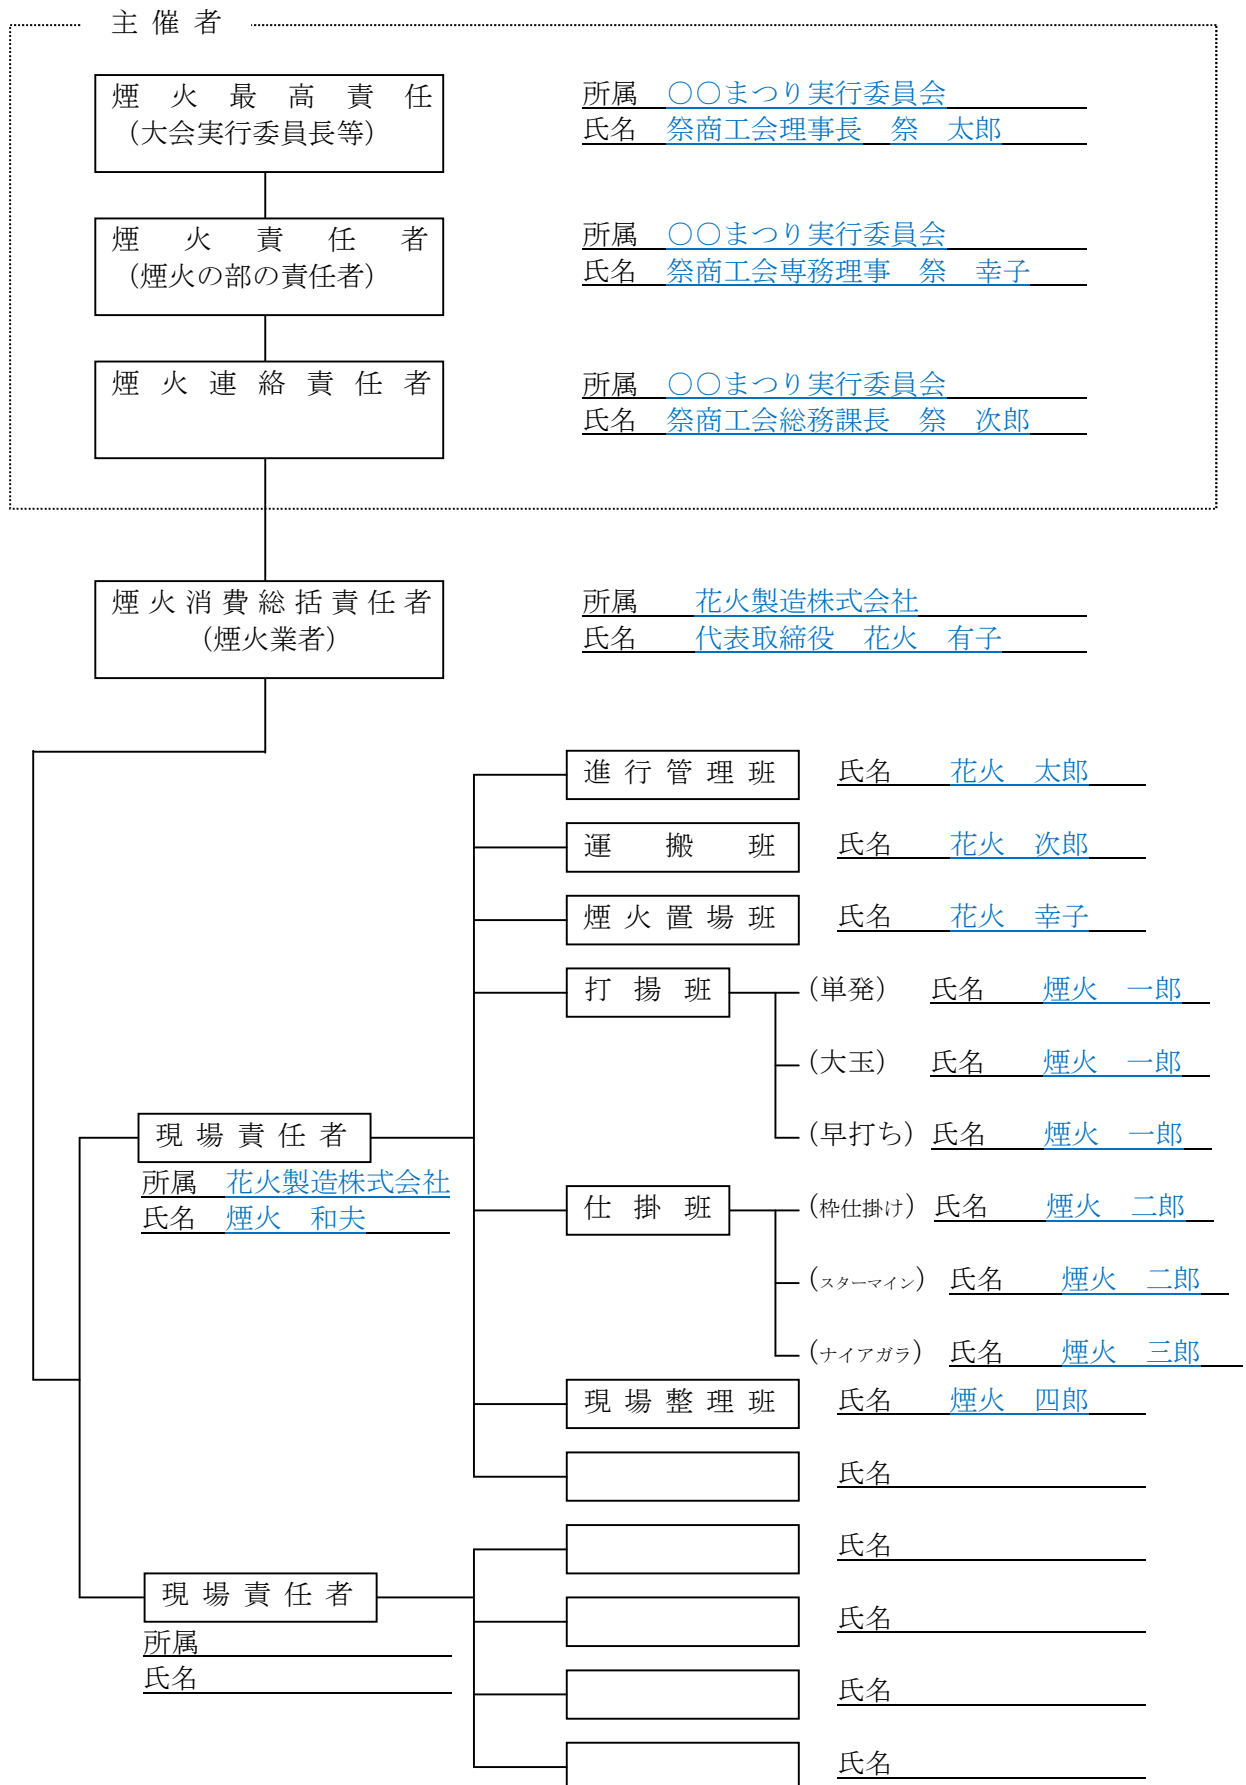 主催者
煙火最高責任
(大会実行委員長等)
所属 〇〇まつり実行委員会
氏名 祭商工会理事長 祭 太郎
煙火責任者
(煙火の部の責任者)
所属 〇〇まつり実行委員会
氏名 祭商工会専務理事 祭 幸子
煙火連絡責任者
所属 〇〇まつり実行委員会
氏名 祭商工会総務課長 祭 次郎
煙火消費総括責任者
(煙火業者)
所属 花火製造株式会社
氏名 代表取締役 花火 有子
進行管理班 氏名 花火 太郎
運搬班 氏名 花火 次郎
煙火置場班 氏名 花火 幸子
打揚班 (単発) 氏名 煙火 一郎
(大玉) 氏名 煙火 一郎
(早打ち) 氏名 煙火 一郎
現場責任者
所属 花火製造株式会社
氏名 煙火 和夫
仕掛班 (枠仕掛け) 氏名 煙火 二郎
(スターマイン) 氏名 煙火 二郎
(ナイアガラ) 氏名 煙火 三郎
現場整理班 氏名 煙火 四郎
氏名
氏名
現場責任者
所属
氏名
氏名
氏名
氏名